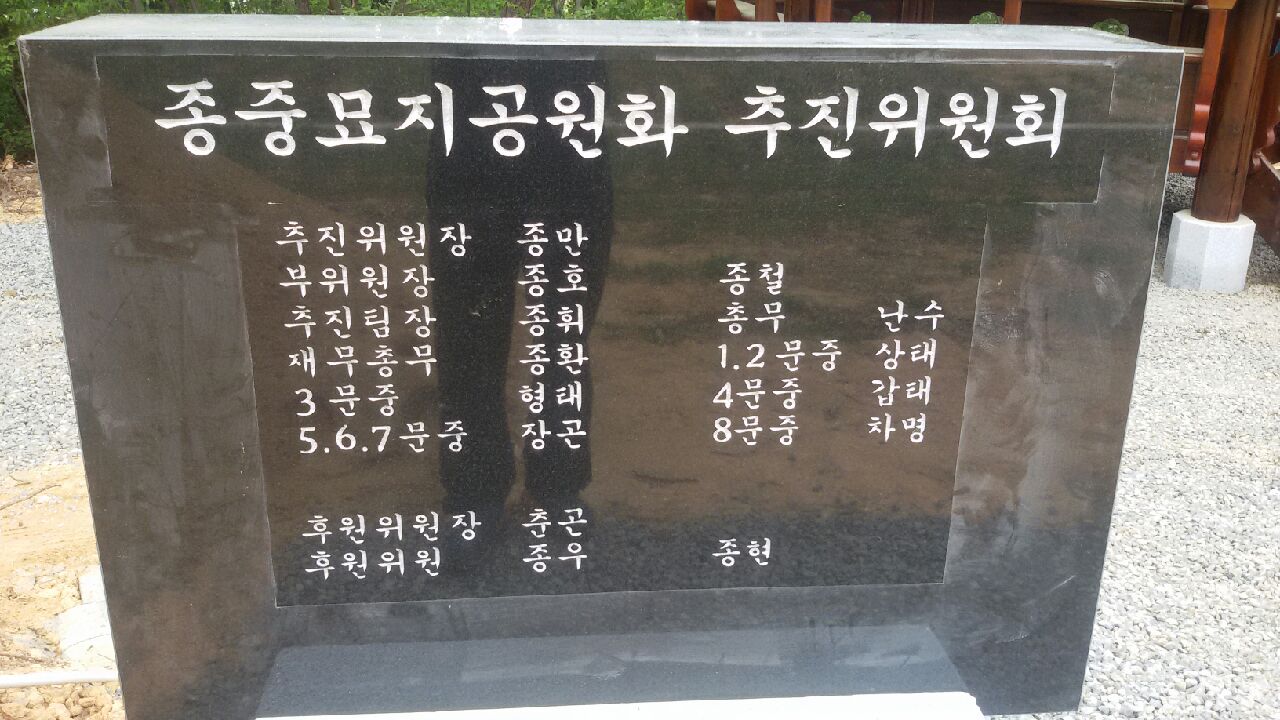 종중묘지공원화 추진위원회
추진위원장 종만
부위원장 종호 종철
추진팀장 종휘 총무 난수
재무총무 종환 1.2문중 상태
3문중 형태 4문중 갑태
5.6.7문중 장곤 8문중 차명
후원위원장 춘곤
후원위원 종우 종현